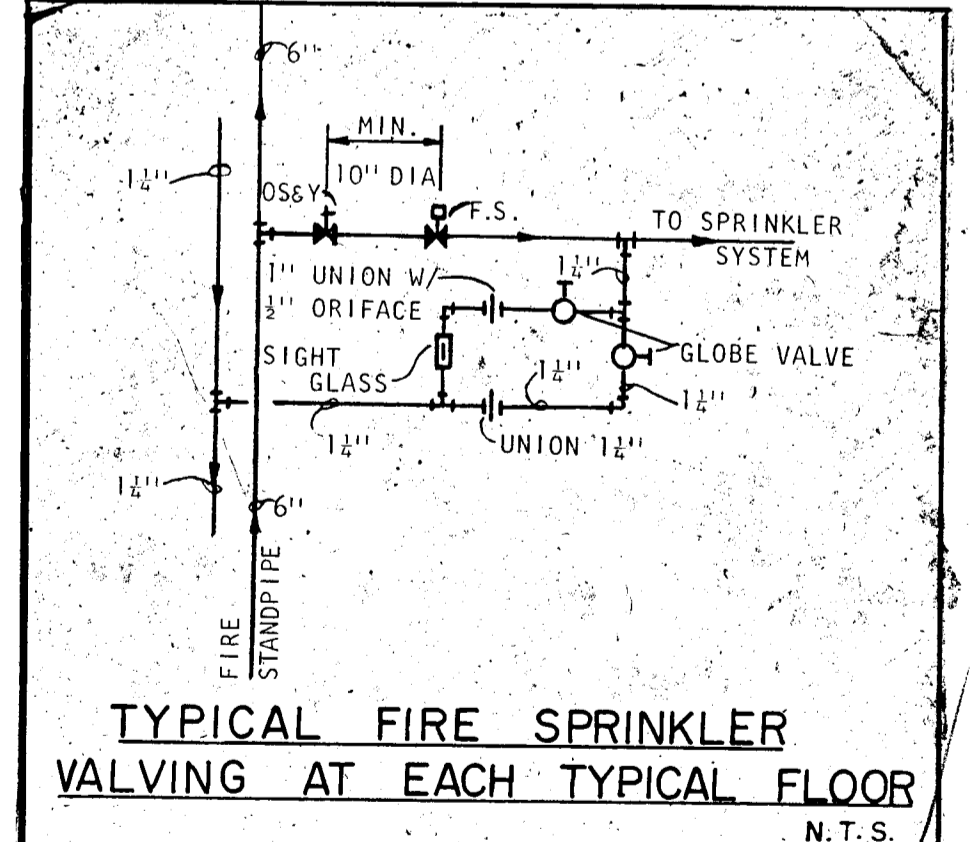 6"
MIN.
1¼"
10" DIA
OS&Y
F.S.
TO SPRINKLER
SYSTEM
1" UNION W/
½" ORIFACE
1¼"
SIGHT
GLASS
GLOBE VALVE
1¼"
1¼"
1¼"
UNION 1¼"
1¼"
6"
FIRE
STANDPIPE
TYPICAL FIRE SPRINKLER
VALVING AT EACH TYPICAL FLOOR
N.T.S.